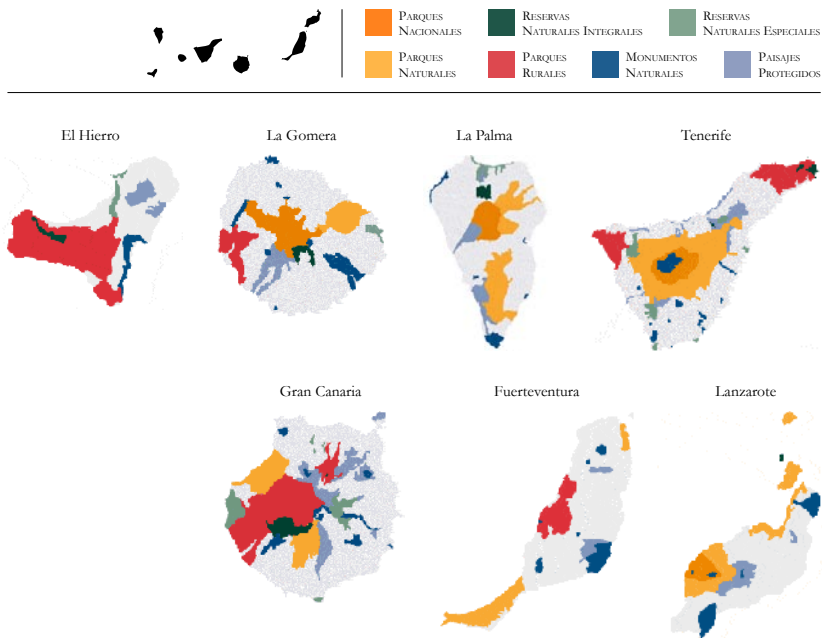 Parques
Nacionales
Reservas
Naturales Integrales
Reservas
Naturales Especiales
Parques
Naturales
Parques
Rurales
Monumentos
Naturales
Paisajes
Protegidos
El Hierro
La Gomera
La Palma
Tenerife
Gran Canaria
Fuerteventura
Lanzarote